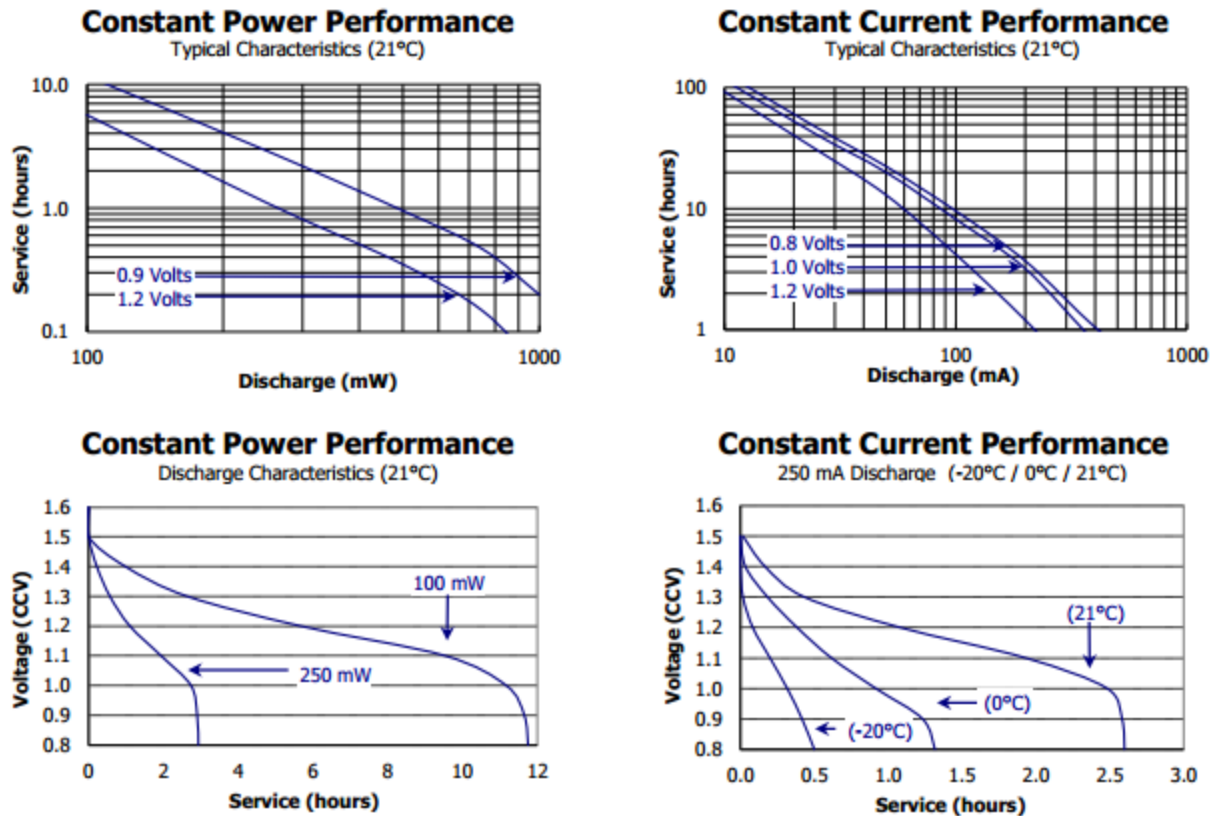 Constant Power Performance
Typical Characteristics (21°C)
10.0
1.0
0.1
Service (hours)
0.9 Volts
1.2 Volts
100
1000
Discharge (mW)
Constant Current Performance
Typical Characteristics (21°C)
100
10
1
Service (hours)
0.8 Volts
1.0 Volts
1.2 Volts
10
100
1000
Discharge (mA)
Constant Power Performance
Discharge Characteristics (21°C)
1.6
1.5
1.4
1.3
1.2
1.1
1.0
0.9
0.8
Voltage (CCV)
100 mW
250 mW
0
2
4
6
8
10
12
Service (hours)
Constant Current Performance
250 mA Discharge (-20°C / 0°C / 21°C)
1.6
1.5
1.4
1.3
1.2
1.1
1.0
0.9
0.8
Voltage (CCV)
(21°C)
(0°C)
(-20°C)
0.0
0.5
1.0
1.5
2.0
2.5
3.0
Service (hours)